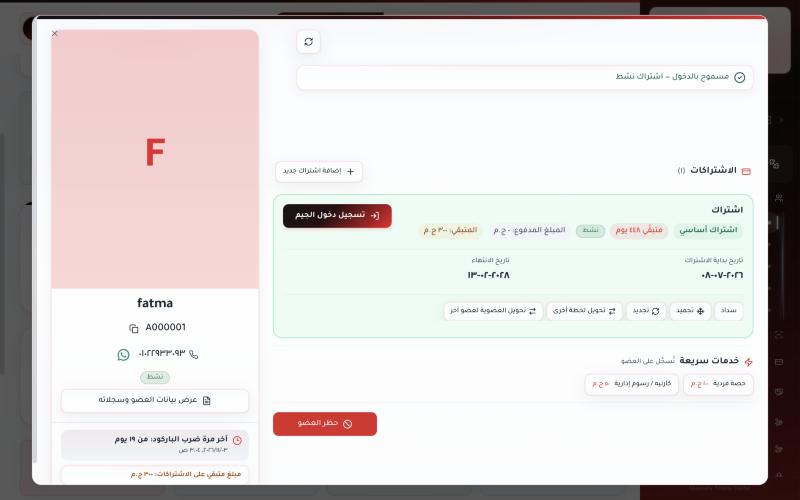 مسموح بالدخول – اشتراك نشط
الاشتراكات (١)
إضافة اشتراك جديد
اشتراك
تسجيل دخول الجيم
اشتراك أساسي
متبقّي ٤٤٨ يوم
نشط
المبلغ المدفوع: ٠ ج.م
المتبقي: ٣٠٠ ج.م
تاريخ بداية الاشتراك
٢٠٢٦-٠٧-٠٨
تاريخ الانتهاء
٢٠٢٨-٠٢-١٣
سداد
تجميد
تجديد
تحويل لخطة أخرى
تحويل العضوية لعضو آخر
خدمات سريعة
تُسجَّل على العضو
حصة فردية ١٠٠ ج.م
كارنيه / رسوم إدارية ٥٠ ج.م
حظر العضو
F
fatma
A000001
٠١٠٢٢٩٣٣٠٩٣
نشط
عرض بيانات العضو وسجلاته
آخر مرة ضرب الباركود: من ١٩ يوم
مبلغ متبقي على الاشتراكات: ٣٠٠ ج.م